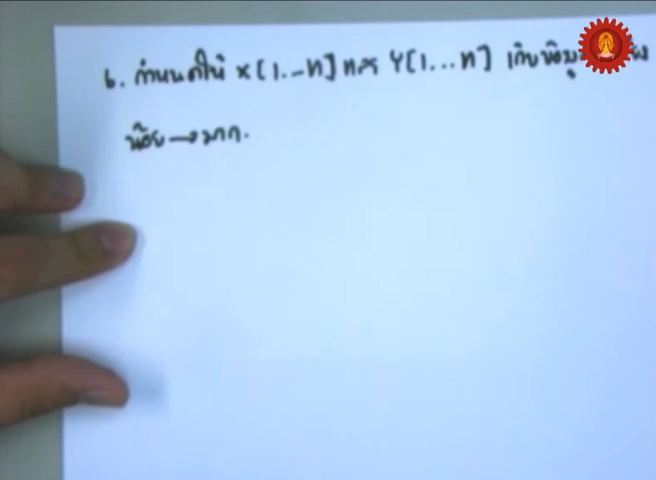 6. กำหนดให้ X[1...n] และ Y[1...n] เก็บข้อมูล
น้อย → มาก.